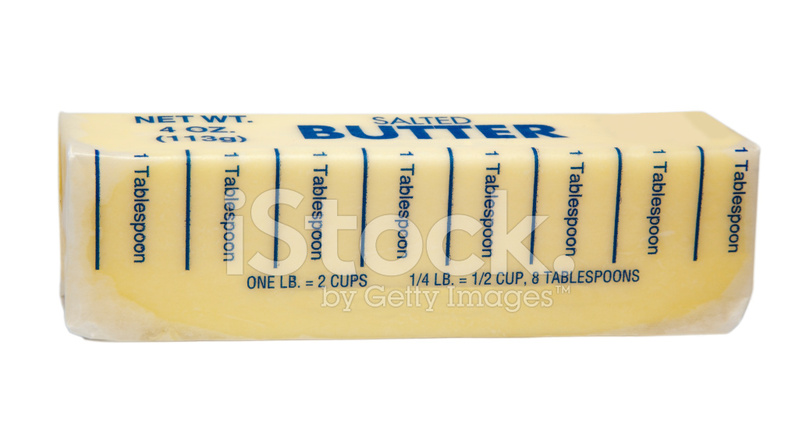 NET WT.
4 OZ.
(113g)
SALTED
BUTTER
1 Tablespoon
1 Tablespoon
1 Tablespoon
1 Tablespoon
1 Tablespoon
1 Tablespoon
1 Tablespoon
1 Tablespoon
ONE LB. = 2 CUPS
1/4 LB. = 1/2 CUP, 8 TABLESPOONS
iStock.
by Getty Images™